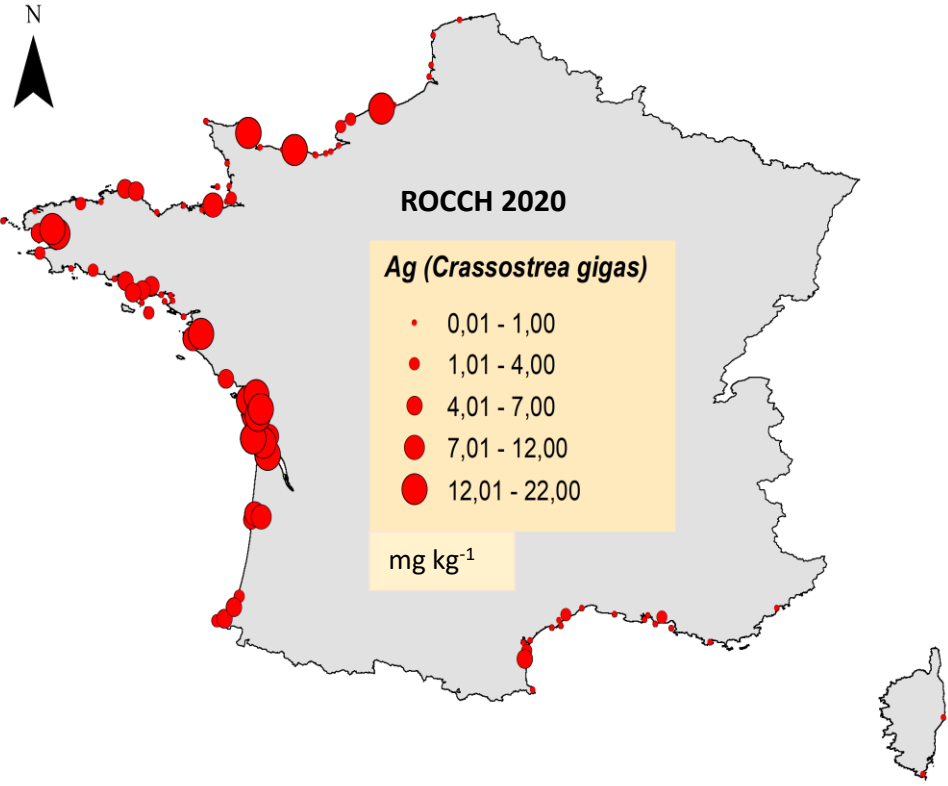 N
ROCCH 2020
Ag (Crassostrea gigas)
0,01 - 1,00
1,01 - 4,00
4,01 - 7,00
7,01 - 12,00
12,01 - 22,00
mg kg⁻¹